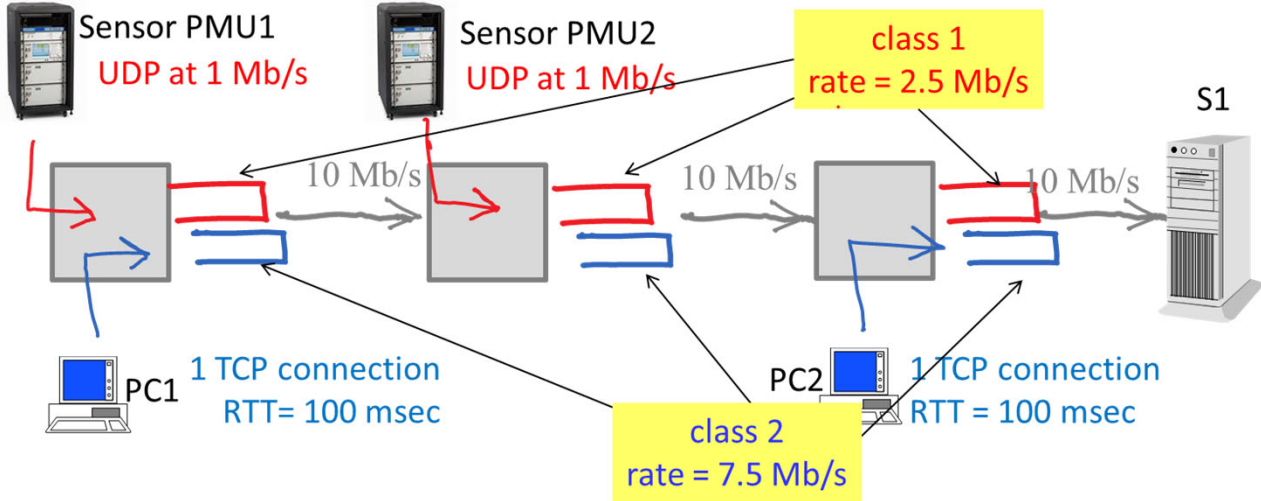 Sensor PMU1
UDP at 1 Mb/s
Sensor PMU2
UDP at 1 Mb/s
class 1
rate = 2.5 Mb/s
S1
10 Mb/s
10 Mb/s
10 Mb/s
PC1
1 TCP connection
RTT= 100 msec
PC2
1 TCP connection
RTT = 100 msec
class 2
rate = 7.5 Mb/s